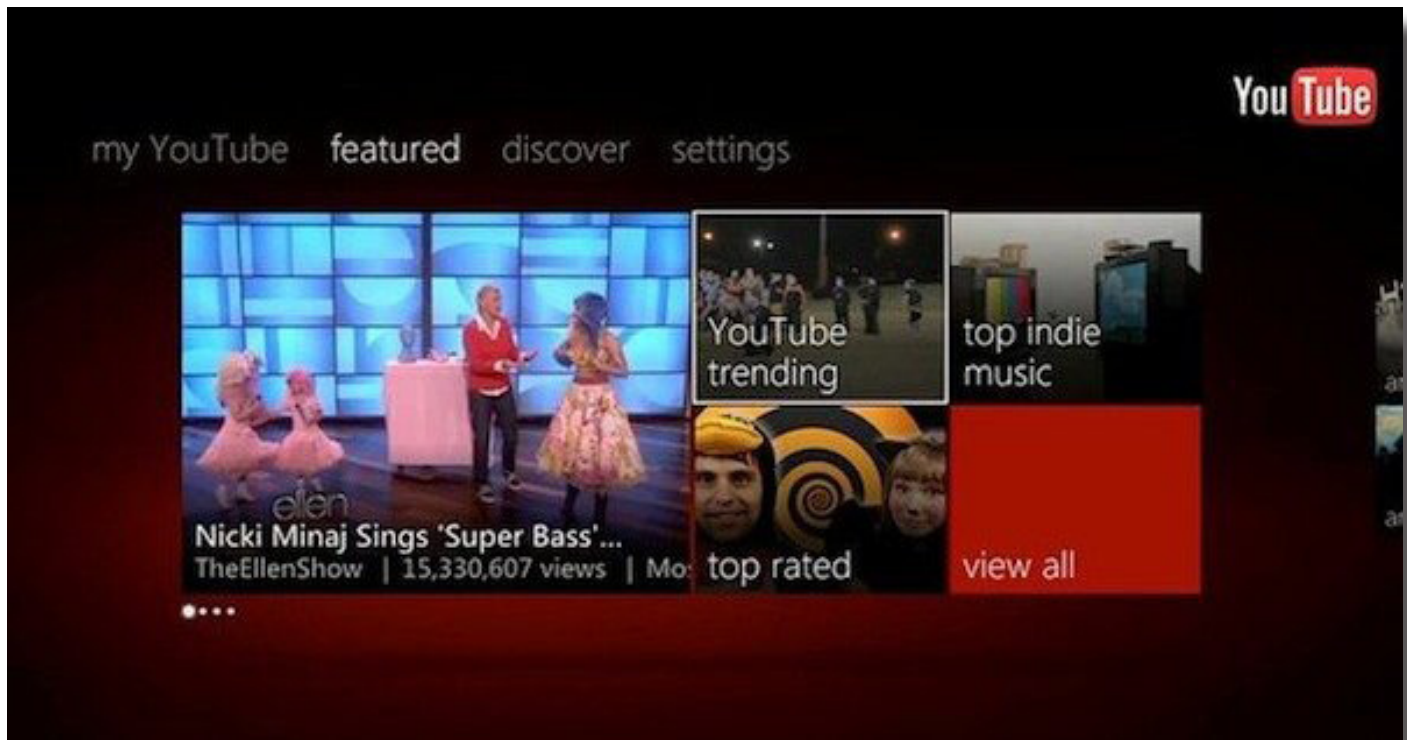 You Tube
my YouTube featured discover settings
ellen
Nicki Minaj Sings 'Super Bass'...
TheEllenShow | 15,330,607 views | Mo
YouTube
trending
top indie
music
top rated
view all